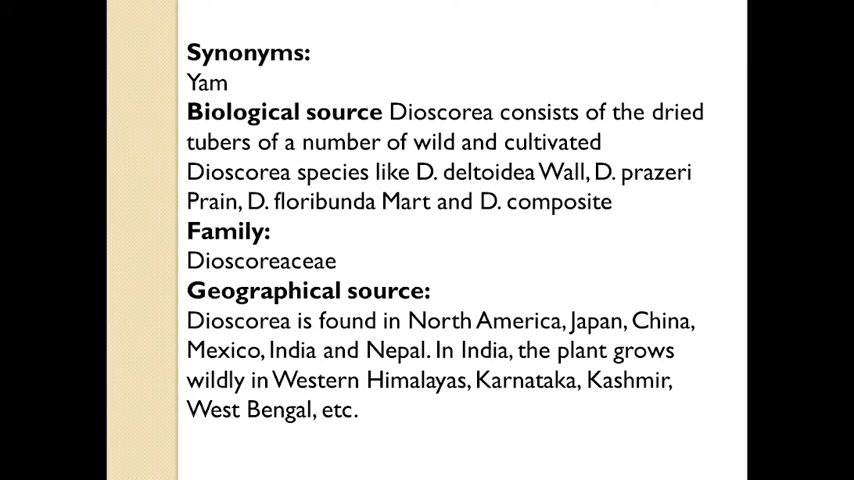 Synonyms:
Yam
Biological source Dioscorea consists of the dried
tubers of a number of wild and cultivated
Dioscorea species like D. deltoidea Wall, D. prazeri
Prain, D. floribunda Mart and D. composite
Family:
Dioscoreaceae
Geographical source:
Dioscorea is found in North America, Japan, China,
Mexico, India and Nepal. In India, the plant grows
wildly in Western Himalayas, Karnataka, Kashmir,
West Bengal, etc.